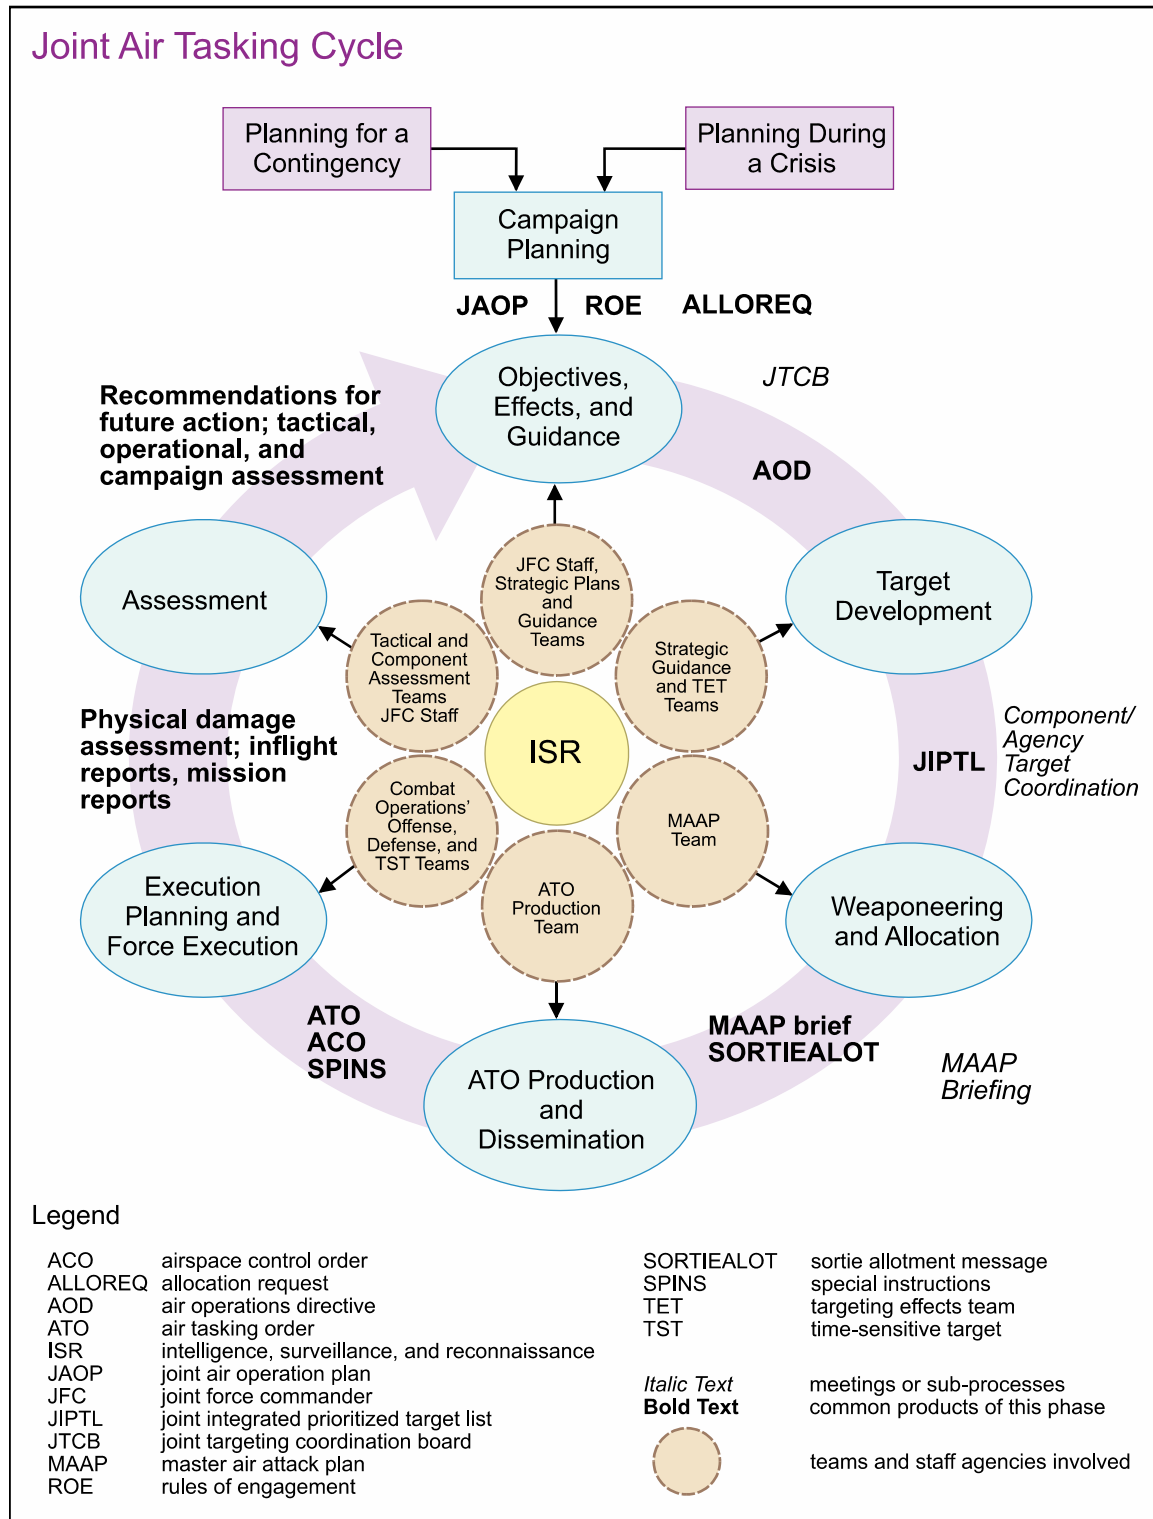 Joint Air Tasking Cycle
Planning for a
Contingency
Planning During
a Crisis
Campaign
Planning
JAOP ROE ALLOREQ
Objectives,
Effects, and
Guidance
JTCB
AOD
Recommendations for
future action; tactical,
operational, and
campaign assessment
Assessment
Target
Development
JFC Staff,
Strategic Plans
and
Guidance
Teams
Tactical and
Component
Assessment
Teams
JFC Staff
Strategic
Guidance
and TET
Teams
ISR
Physical damage
assessment; inflight
reports, mission
reports
JIPTL
Component/
Agency
Target
Coordination
Combat
Operations'
Offense,
Defense, and
TST Teams
MAAP
Team
ATO
Production
Team
Execution
Planning and
Force Execution
Weaponeering
and Allocation
ATO
ACO
SPINS
MAAP brief
SORTIEALOT
MAAP
Briefing
ATO Production
and
Dissemination
Legend
ACO airspace control order
ALLOREQ allocation request
AOD air operations directive
ATO air tasking order
ISR intelligence, surveillance, and reconnaissance
JAOP joint air operation plan
JFC joint force commander
JIPTL joint integrated prioritized target list
JTCB joint targeting coordination board
MAAP master air attack plan
ROE rules of engagement
SORTIEALOT sortie allotment message
SPINS special instructions
TET targeting effects team
TST time-sensitive target
Italic Text meetings or sub-processes
Bold Text common products of this phase
teams and staff agencies involved